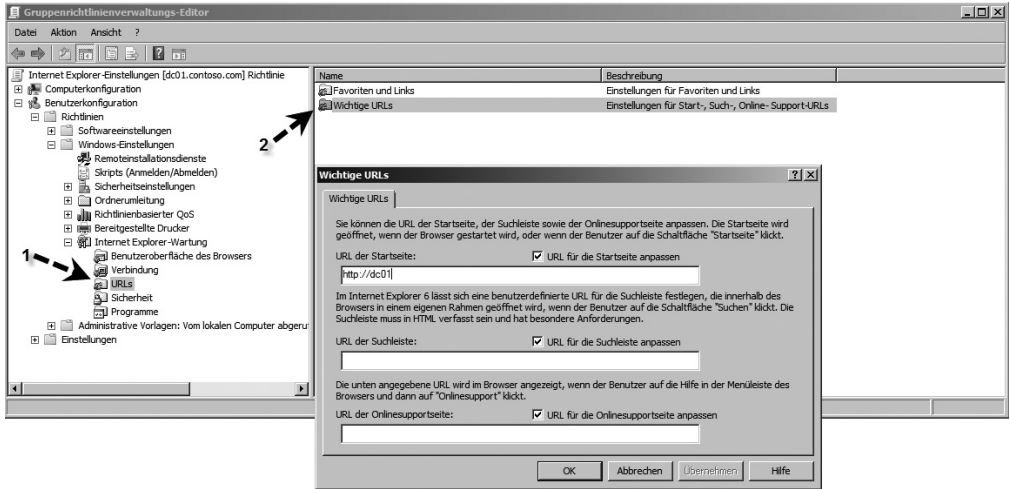 Gruppenrichtlinienverwaltungs-Editor
Datei Aktion Ansicht ?
Internet Explorer-Einstellungen [dc01.contoso.com] Richtlinie
Computerkonfiguration
Benutzerkonfiguration
Richtlinien
Softwareeinstellungen
Windows-Einstellungen
Remoteinstallationsdienste
Skripts (Anmelden/Abmelden)
Sicherheitseinstellungen
Ordnerumleitung
Richtlinienbasierter QoS
Bereitgestellte Drucker
Internet Explorer-Wartung
Benutzeroberfläche des Browsers
1
Verbindung
URLs
Sicherheit
Programme
Administrative Vorlagen: Vom lokalen Computer abgeru
Einstellungen
Name Beschreibung
Favoriten und Links Einstellungen für Favoriten und Links
Wichtige URLs Einstellungen für Start-, Such-, Online- Support-URLs
2
Wichtige URLs
Wichtige URLs
Sie können die URL der Startseite, der Suchleiste sowie der Onlinesupportseite anpassen. Die Startseite wird
geöffnet, wenn der Browser gestartet wird, oder wenn der Benutzer auf die Schaltfläche "Startseite" klickt.
URL der Startseite: URL für die Startseite anpassen
http://dc01
Im Internet Explorer 6 lässt sich eine benutzerdefinierte URL für die Suchleiste festlegen, die innerhalb des
Browsers in einem eigenen Rahmen geöffnet wird, wenn der Benutzer auf die Schaltfläche "Suchen" klickt. Die
Suchleiste muss in HTML verfasst sein und hat besondere Anforderungen.
URL der Suchleiste: URL für die Suchleiste anpassen
Die unten angegebene URL wird im Browser angezeigt, wenn der Benutzer auf die Hilfe in der Menüleiste des
Browsers und dann auf "Onlinesupport" klickt.
URL der Onlinesupportseite: URL für die Onlinesupportseite anpassen
OK Abbrechen Übernehmen Hilfe